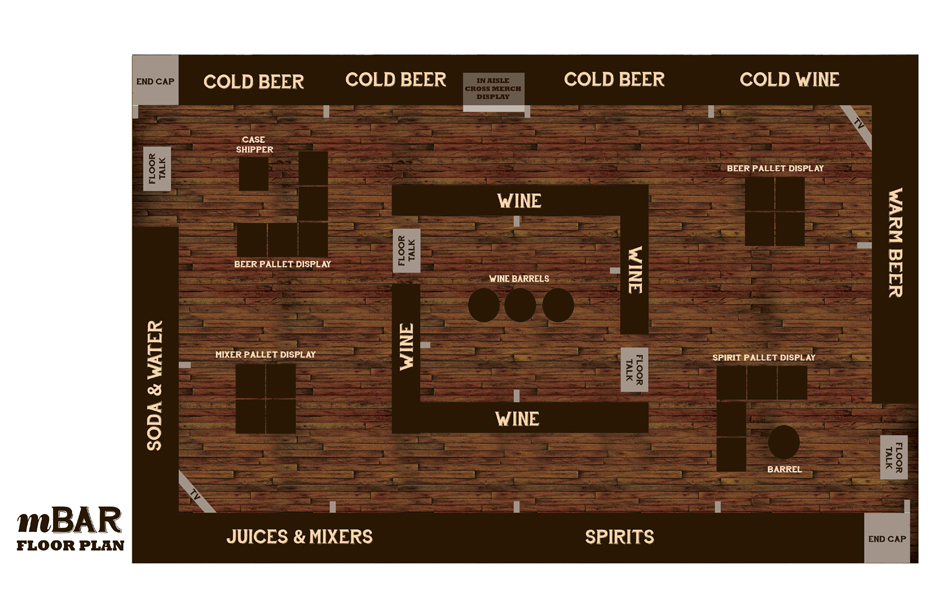 END CAP
COLD BEER
COLD BEER
IN AISLE
CROSS MERCH
DISPLAY
COLD BEER
COLD WINE
TV
CASE
SHIPPER
FLOOR
TALK
BEER PALLET DISPLAY
WINE
WARM BEER
FLOOR
TALK
BEER PALLET DISPLAY
WINE
WINE BARRELS
WINE
SODA & WATER
MIXER PALLET DISPLAY
SPIRIT PALLET DISPLAY
FLOOR
TALK
WINE
BARREL
FLOOR
TALK
TV
mBAR
FLOOR PLAN
JUICES & MIXERS
SPIRITS
END CAP